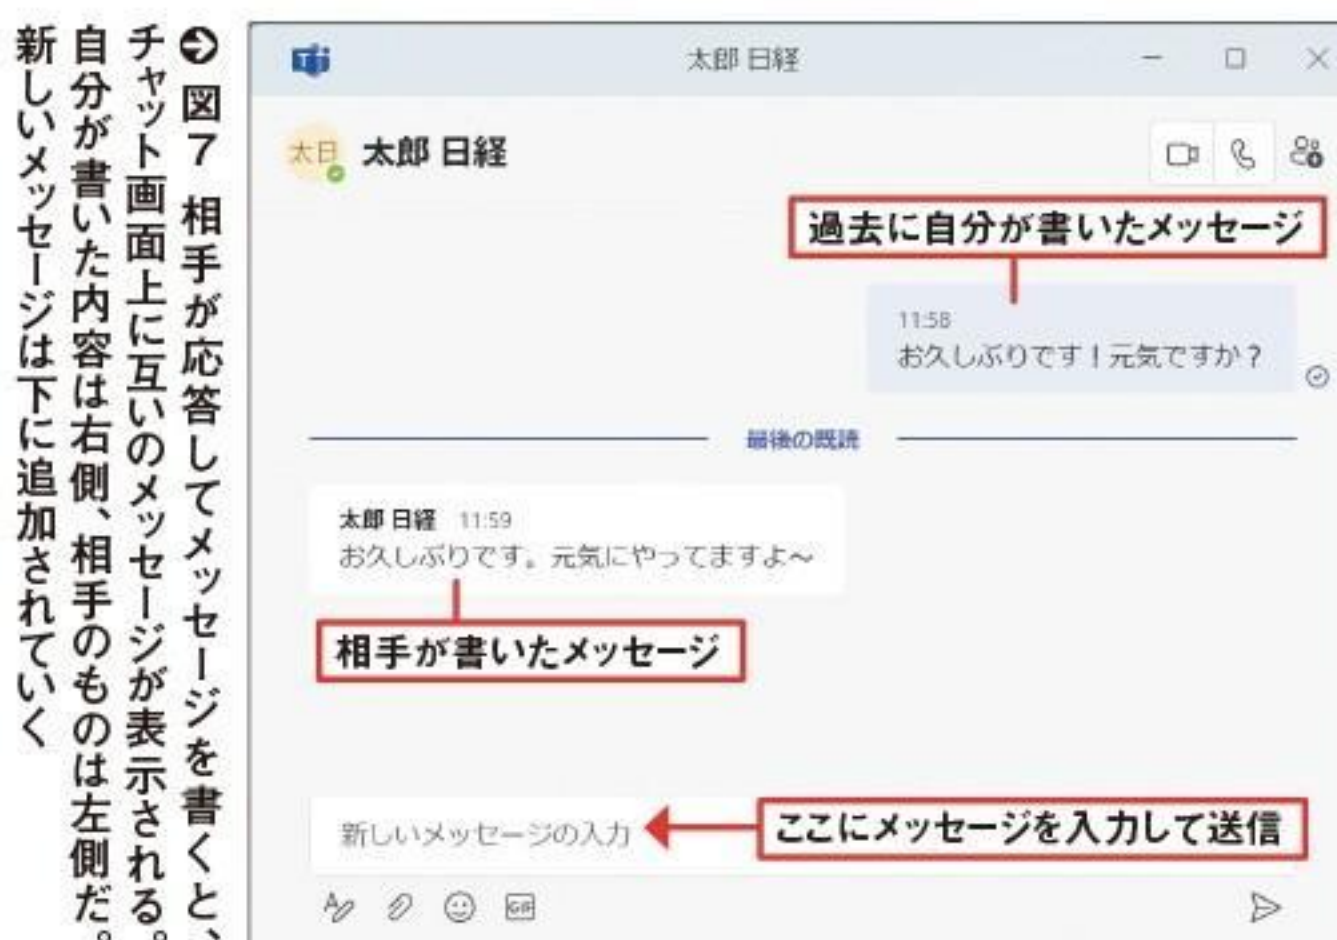 ➲ 図7 相手が応答してメッセージを書くと、
チャット画面上に互いのメッセージが表示される。
自分が書いた内容は右側、相手のものは左側だ。
新しいメッセージは下に追加されていく
太郎 日経
太日 太郎 日経
過去に自分が書いたメッセージ
11:58
お久しぶりです！元気ですか？
最後の既読
太郎 日経 11:59
お久しぶりです。元気にやってますよ～
相手が書いたメッセージ
新しいメッセージの入力
ここにメッセージを入力して送信
GIF